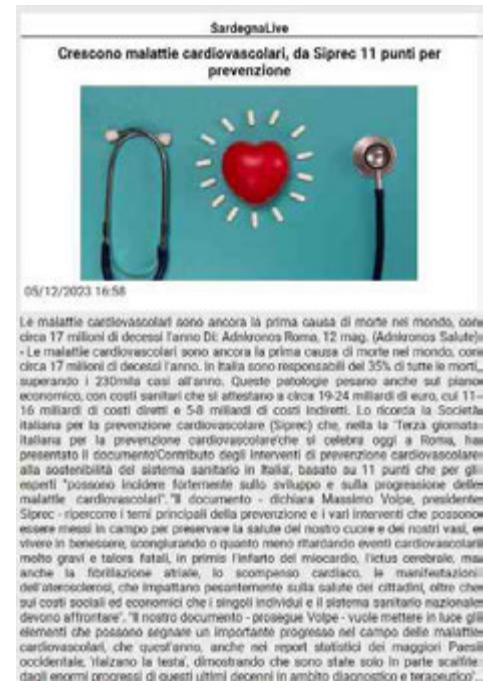 SardegnaLive
Crescono malattie cardiovascolari, da Siprec 11 punti per
prevenzione
05/12/2023 16:58
Le malattie cardiovascolari sono ancora la prima causa di morte nel mondo, con
circa 17 milioni di decessi l'anno Di: Adnkronos Roma, 12 mag. (Adnkronos Salute)
- Le malattie cardiovascolari sono ancora la prima causa di morte nel mondo, con
circa 17 milioni di decessi l'anno. In Italia sono responsabili del 35% di tutte le morti,
superando i 230mila casi all'anno. Queste patologie pesano anche sul piano
economico, con costi sanitari che si attestano a circa 19-24 miliardi di euro, cui 11-
16 miliardi di costi diretti e 5-8 miliardi di costi indiretti. Lo ricorda la Società
italiana per la prevenzione cardiovascolare (Siprec) che, nella la 'Terza giornata
italiana per la prevenzione cardiovascolare'che si celebra oggi a Roma, ha
presentato il documento'Contributo degli interventi di prevenzione cardiovascolare
alla sostenibilità del sistema sanitario in Italia', basato su 11 punti che per gli
esperti "possono incidere fortemente sullo sviluppo e sulla progressione delle
malattie cardiovascolari". "Il documento - dichiara Massimo Volpe, presidente
Siprec - ripercorre i temi principali della prevenzione e i vari interventi che possono
essere messi in campo per preservare la salute del nostro cuore e dei nostri vasi, e
vivere in benessere, scongiurando o quanto meno ritardando eventi cardiovascolari
molto gravi e talora fatali, in primis l'infarto del miocardio, l'ictus cerebrale, ma
anche la fibrillazione atriale, lo scompenso cardiaco, le manifestazioni
dell'aterosclerosi, che impattano pesantemente sulla salute dei cittadini, oltre che
sui costi sociali ed economici che i singoli individui e il sistema sanitario nazionale
devono affrontare". "Il nostro documento - prosegue Volpe - vuole mettere in luce gli
elementi che possono segnare un importante progresso nel campo delle malattie
cardiovascolari, che quest'anno, anche nei report statistici dei maggiori Paesi
occidentale, 'rialzano la testa', dimostrando che sono state solo in parte scalfite
dagli enormi progressi di questi ultimi decenni in ambito diagnostico e terapeutico".